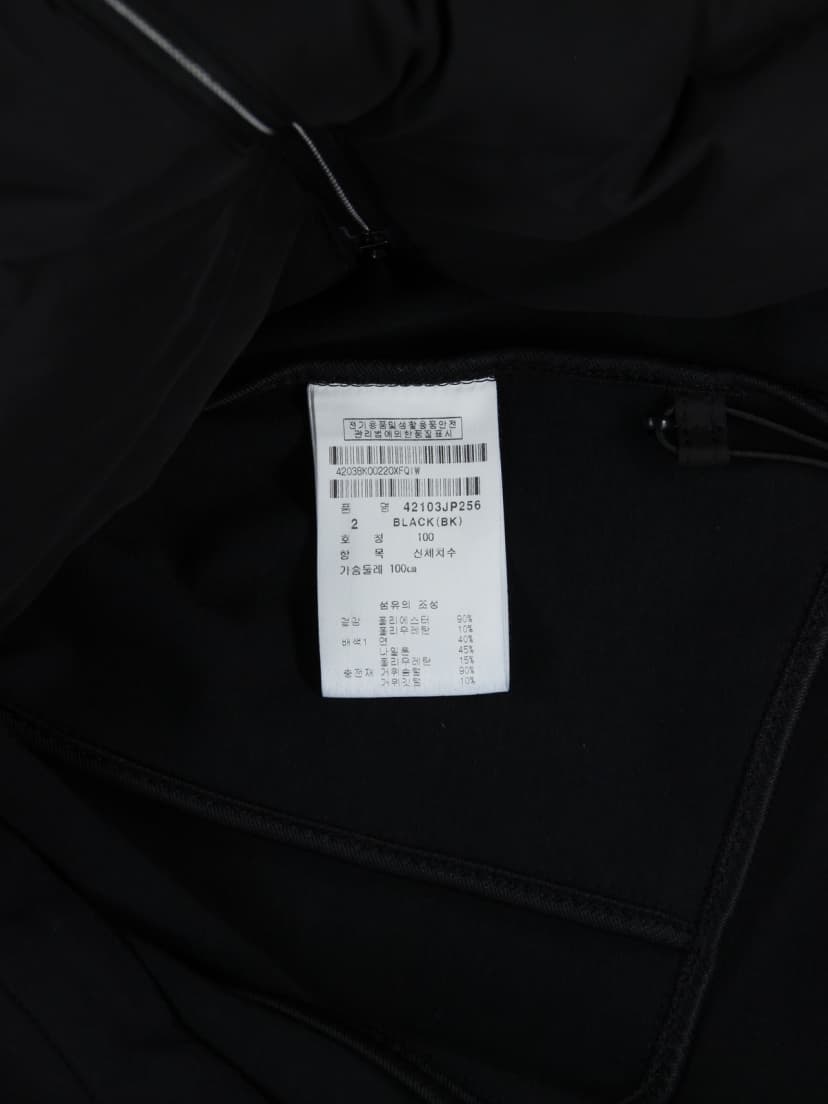 전기용품및생활용품안전
관리법에의한품질표시
4203BK00220XFQIW
품 명 42103JP256
2 BLACK(BK)
호 칭 100
항 목 신체치수
가슴둘레 100cm
섬유의 조성
겉감 폴리에스터 90%
폴리우레탄 10%
배색1 면 40%
나일론 45%
폴리우레탄 15%
충전재 거위솜털 90%
거위깃털 10%